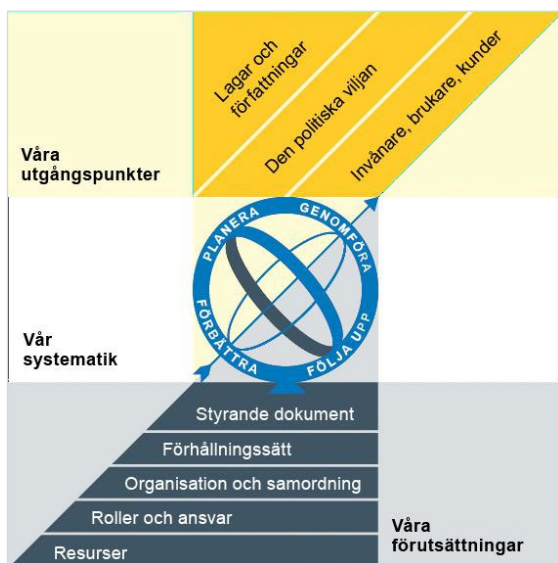 Lagar och
författningar
Den politiska viljan
Invånare, brukare, kunder
Våra
utgångspunkter
PLANERA
GENOMFÖRA
FÖLJA UPP
FÖRBÄTTRA
Vår
systematik
Styrande dokument
Förhållningssätt
Organisation och samordning
Roller och ansvar
Resurser
Våra
förutsättningar